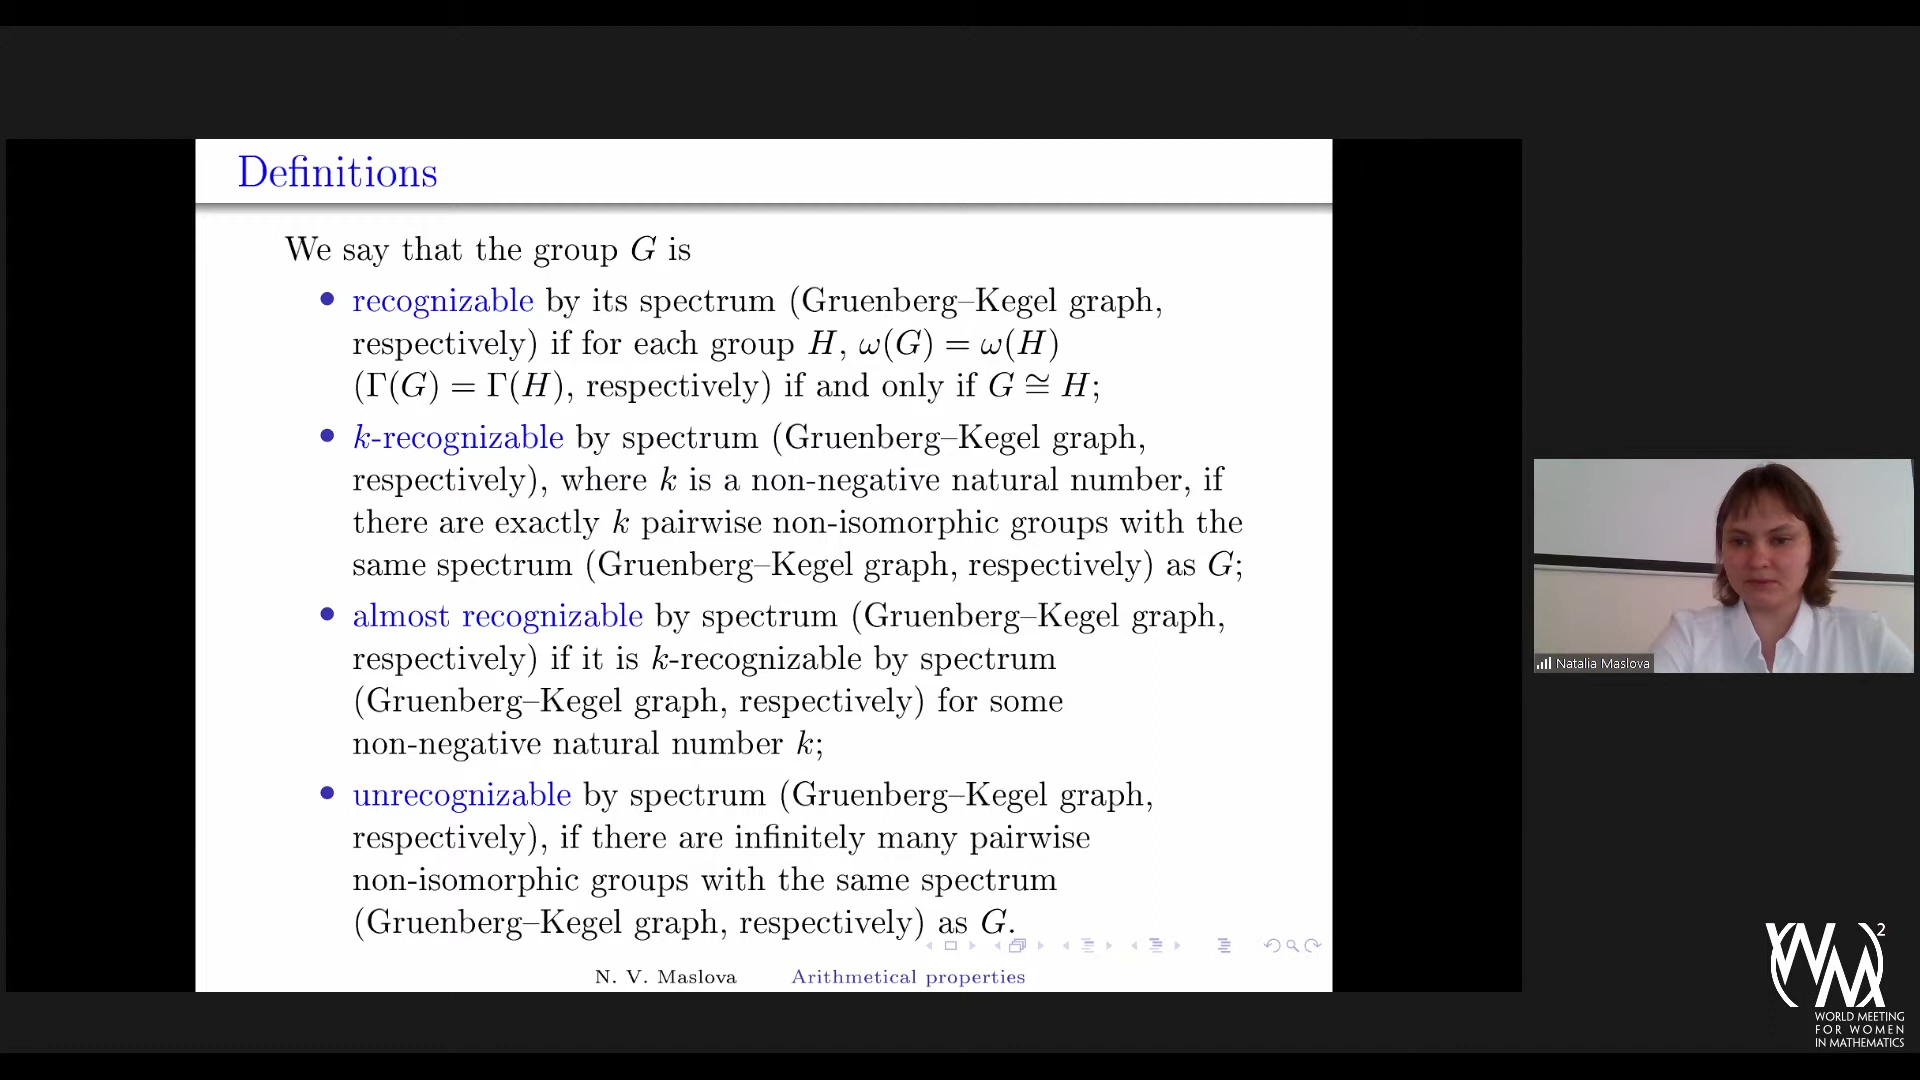 Definitions
We say that the group G is
• recognizable by its spectrum (Gruenberg–Kegel graph,
respectively) if for each group H, ω(G) = ω(H)
(Γ(G) = Γ(H), respectively) if and only if G ≅ H;
• k-recognizable by spectrum (Gruenberg–Kegel graph,
respectively), where k is a non-negative natural number, if
there are exactly k pairwise non-isomorphic groups with the
same spectrum (Gruenberg–Kegel graph, respectively) as G;
• almost recognizable by spectrum (Gruenberg–Kegel graph,
respectively) if it is k-recognizable by spectrum
(Gruenberg–Kegel graph, respectively) for some
non-negative natural number k;
• unrecognizable by spectrum (Gruenberg–Kegel graph,
respectively), if there are infinitely many pairwise
non-isomorphic groups with the same spectrum
(Gruenberg–Kegel graph, respectively) as G.
N. V. Maslova Arithmetical properties
Natalia Maslova
(WM)²
WORLD MEETING
FOR WOMEN
IN MATHEMATICS